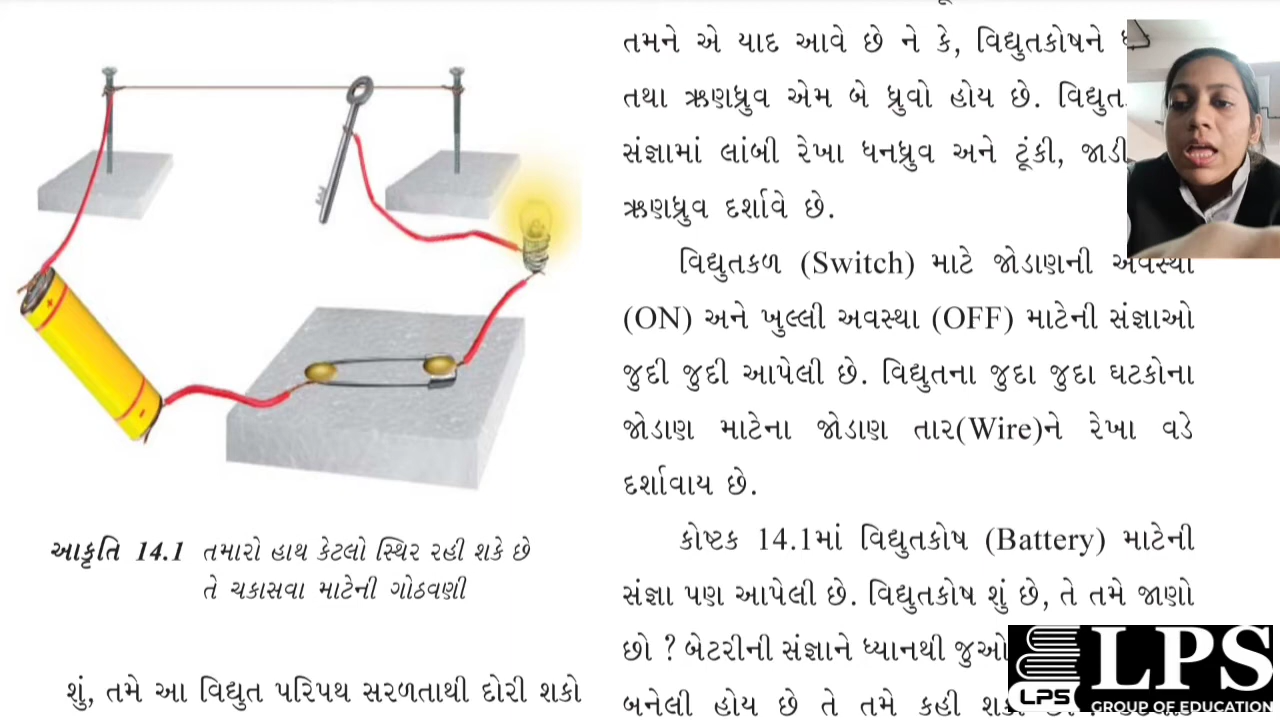 શું, તમે આ વિદ્યુત પરિપથ સરળતાથી દોરી શકો
આકૃતિ 14.1 તમારો હાથ કેટલો સ્થિર રહી શકે છે
તે ચકાસવા માટેની ગોઠવણી
તમને એ યાદ આવે છે ને કે, વિદ્યુતકોષને
તથા ઋણધ્રુવ એમ બે ધ્રુવો હોય છે. વિદ્યુત
સંજ્ઞામાં લાંબી રેખા ધનધ્રુવ અને ટૂંકી, જાડી
ઋણધ્રુવ દર્શાવે છે.
વિદ્યુતકળ (Switch) માટે જોડાણની અવસ્થા
(ON) અને ખુલ્લી અવસ્થા (OFF) માટેની સંજ્ઞાઓ
જુદી જુદી આપેલી છે. વિદ્યુતના જુદા જુદા ઘટકોના
જોડાણ માટેના જોડાણ તાર(Wire)ને રેખા વડે
દર્શાવાય છે.
કોષ્ટક 14.1માં વિદ્યુતકોષ (Battery) માટેની
સંજ્ઞા પણ આપેલી છે. વિદ્યુતકોષ શું છે, તે તમે જાણો
છો ? બેટરીની સંજ્ઞાને ધ્યાનથી જુઓ
બનેલી હોય છે તે તમે કહી
LPS
LPS
GROUP OF EDUCATION